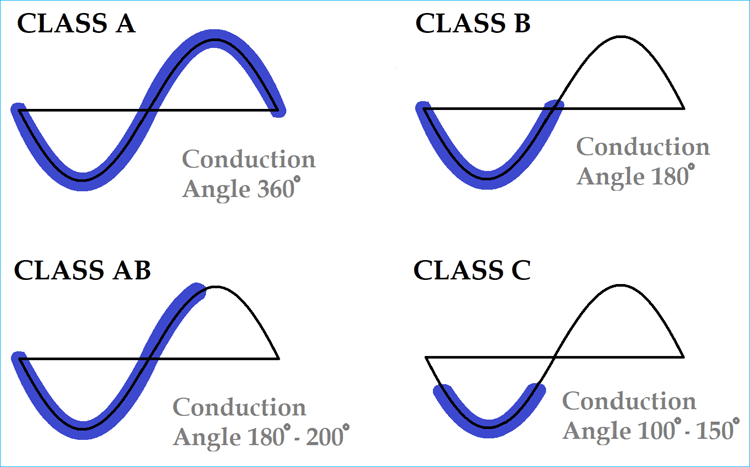 CLASS A
Conduction
Angle 360°
CLASS B
Conduction
Angle 180°
CLASS AB
Conduction
Angle 180° - 200°
CLASS C
Conduction
Angle 100° - 150°